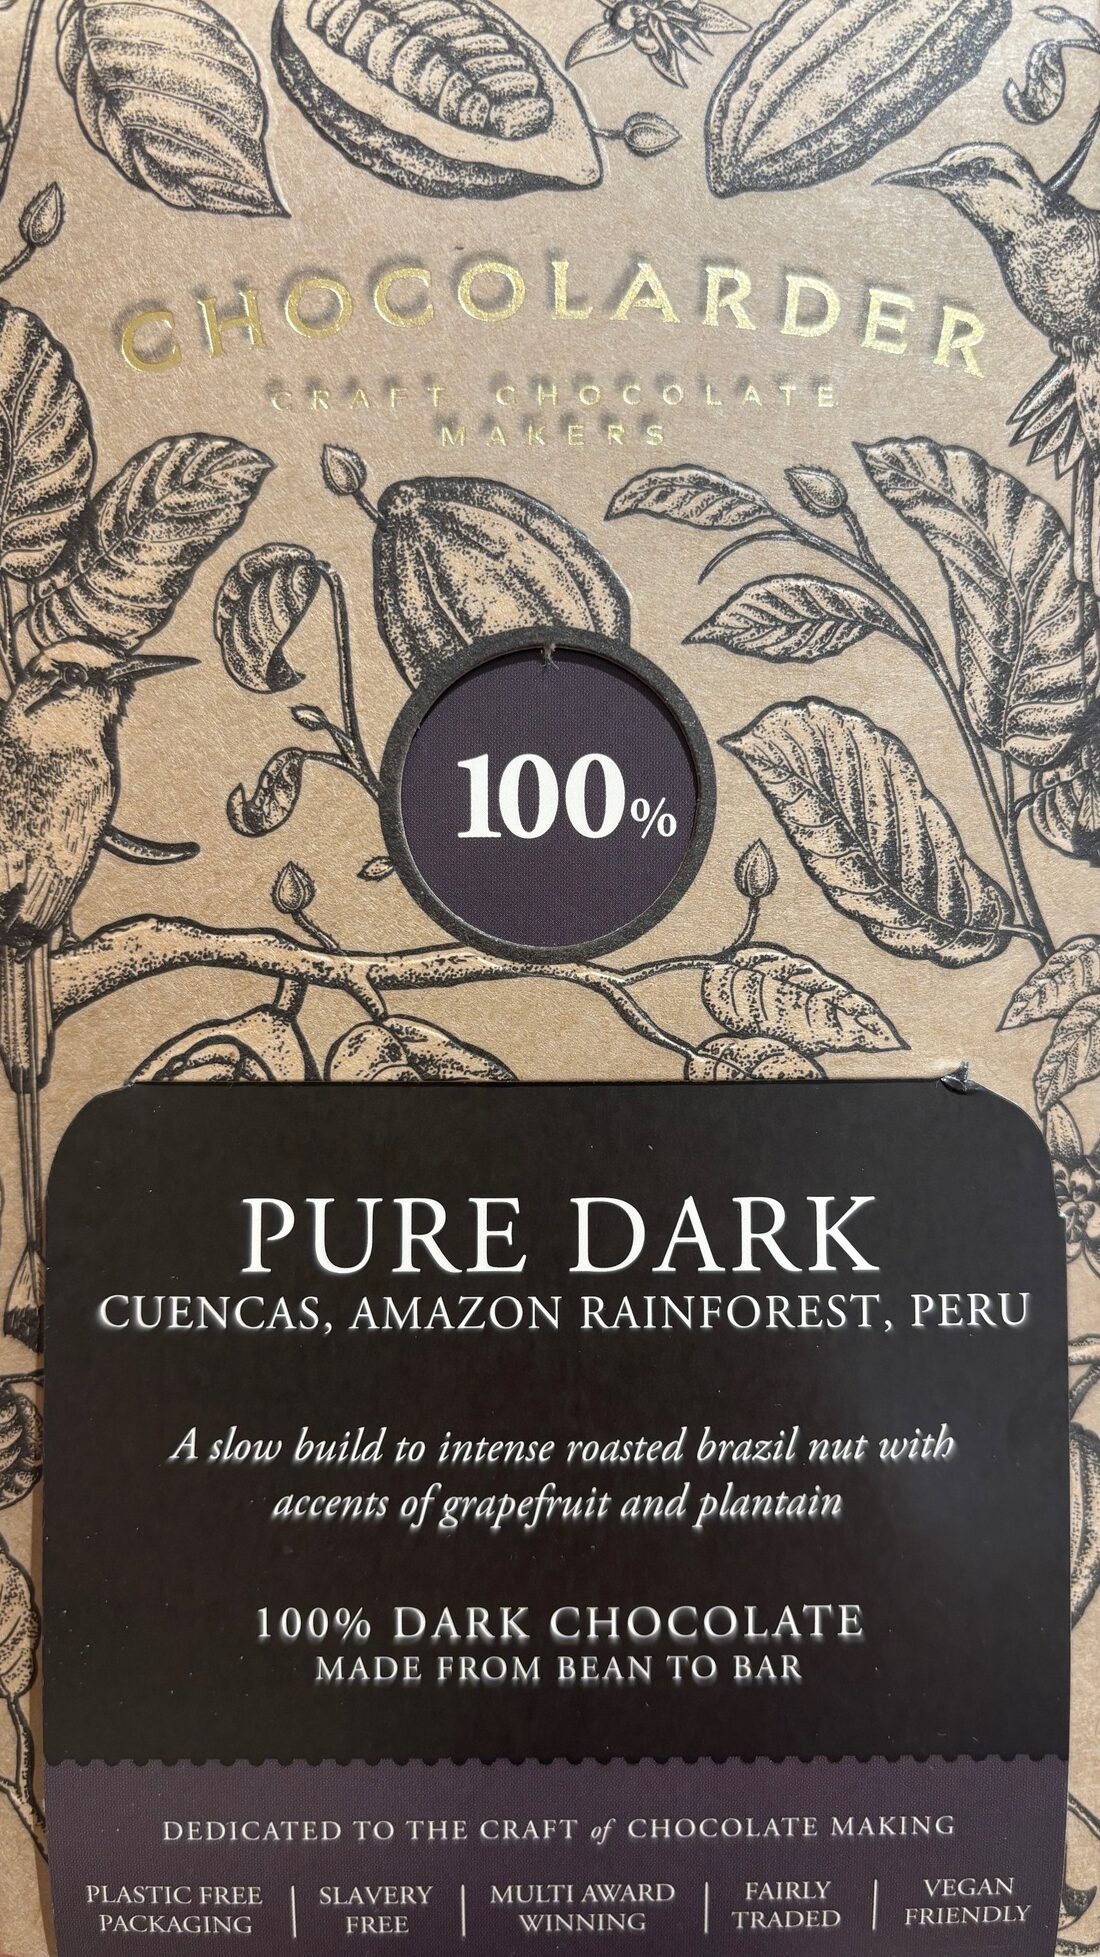 CHOCOLARDER
CRAFT CHOCOLATE
MAKERS
100%
PURE DARK
CUENCAS, AMAZON RAINFOREST, PERU
A slow build to intense roasted brazil nut with
accents of grapefruit and plantain
100% DARK CHOCOLATE
MADE FROM BEAN TO BAR
DEDICATED TO THE CRAFT of CHOCOLATE MAKING
PLASTIC FREE
PACKAGING
SLAVERY
FREE
MULTI AWARD
WINNING
FAIRLY
TRADED
VEGAN
FRIENDLY